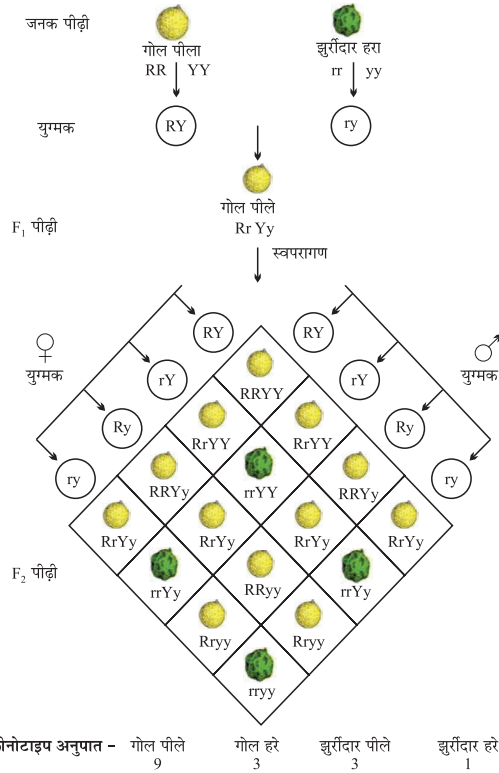 जनक पीढ़ी
गोल पीला
झुर्रीदार हरा
RR YY
rr yy
युग्मक
RY
ry
गोल पीले
Rr Yy
F₁ पीढ़ी
स्वपरागण
RY
RY
♀
युग्मक
rY
rY
♂
युग्मक
Ry
Ry
ry
ry
RRYY
RrYY
RrYY
RRYy
rrYY
RRYy
RrYy
RrYy
RrYy
RrYy
F₂ पीढ़ी
rrYy
RRyy
rrYy
Rryy
Rryy
rryy
अनुपात – गोल पीले गोल हरे झुर्रीदार पीले झुर्रीदार हरे
9 3 3 1